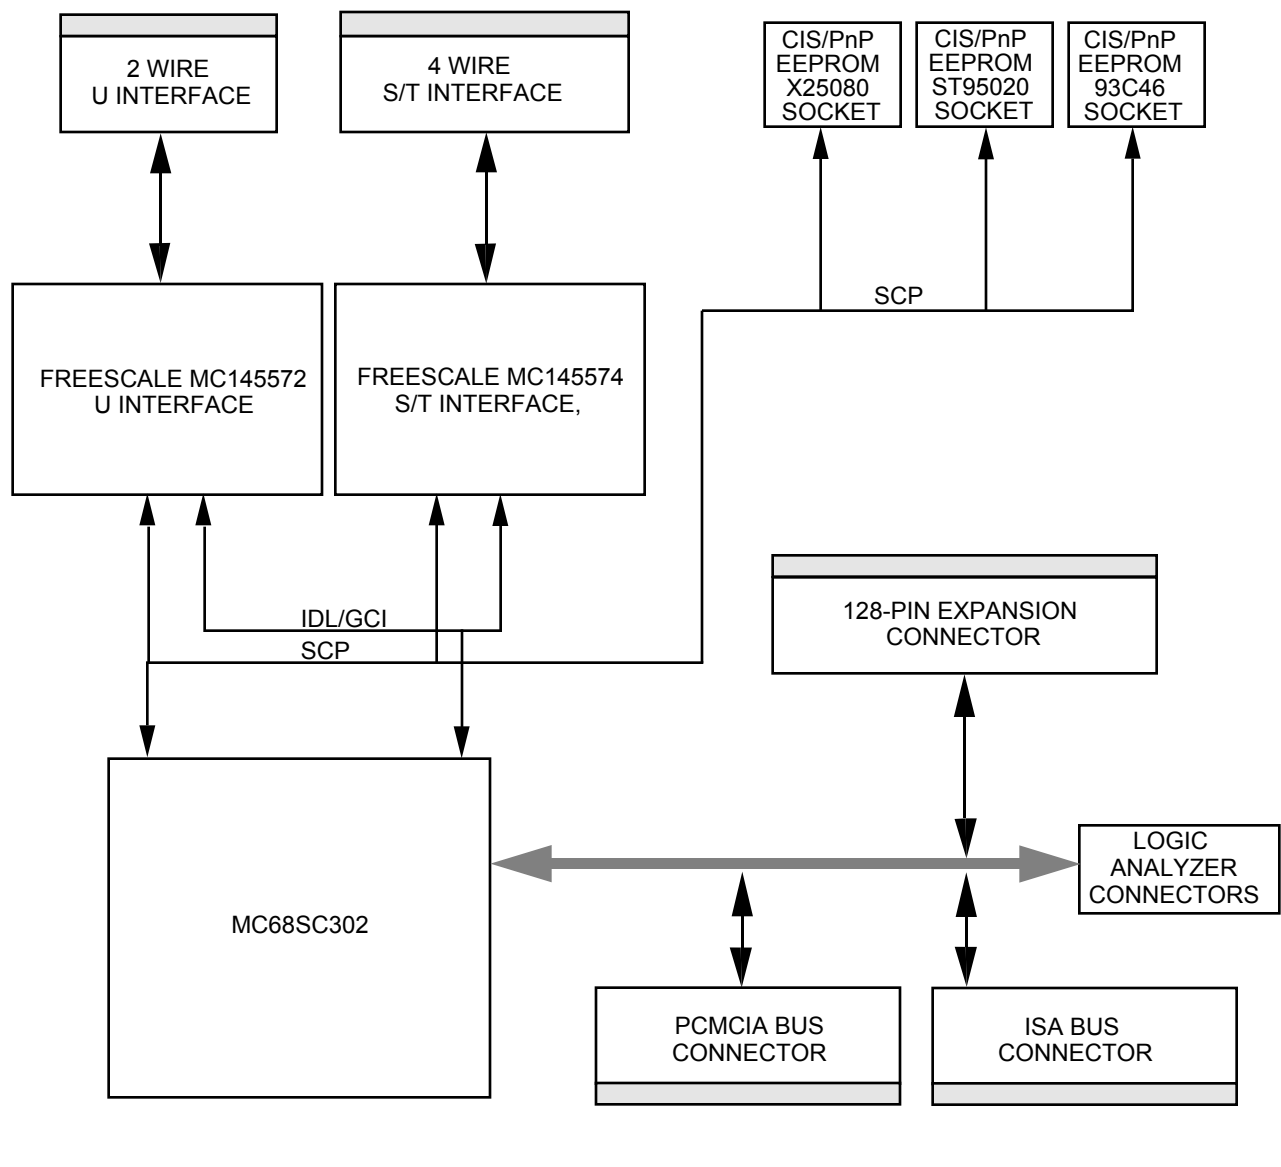 2 WIRE
U INTERFACE
4 WIRE
S/T INTERFACE
CIS/PnP
EEPROM
X25080
SOCKET
CIS/PnP
EEPROM
ST95020
SOCKET
CIS/PnP
EEPROM
93C46
SOCKET
SCP
FREESCALE MC145572
U INTERFACE
FREESCALE MC145574
S/T INTERFACE,
IDL/GCI
SCP
128-PIN EXPANSION
CONNECTOR
LOGIC
ANALYZER
CONNECTORS
MC68SC302
PCMCIA BUS
CONNECTOR
ISA BUS
CONNECTOR